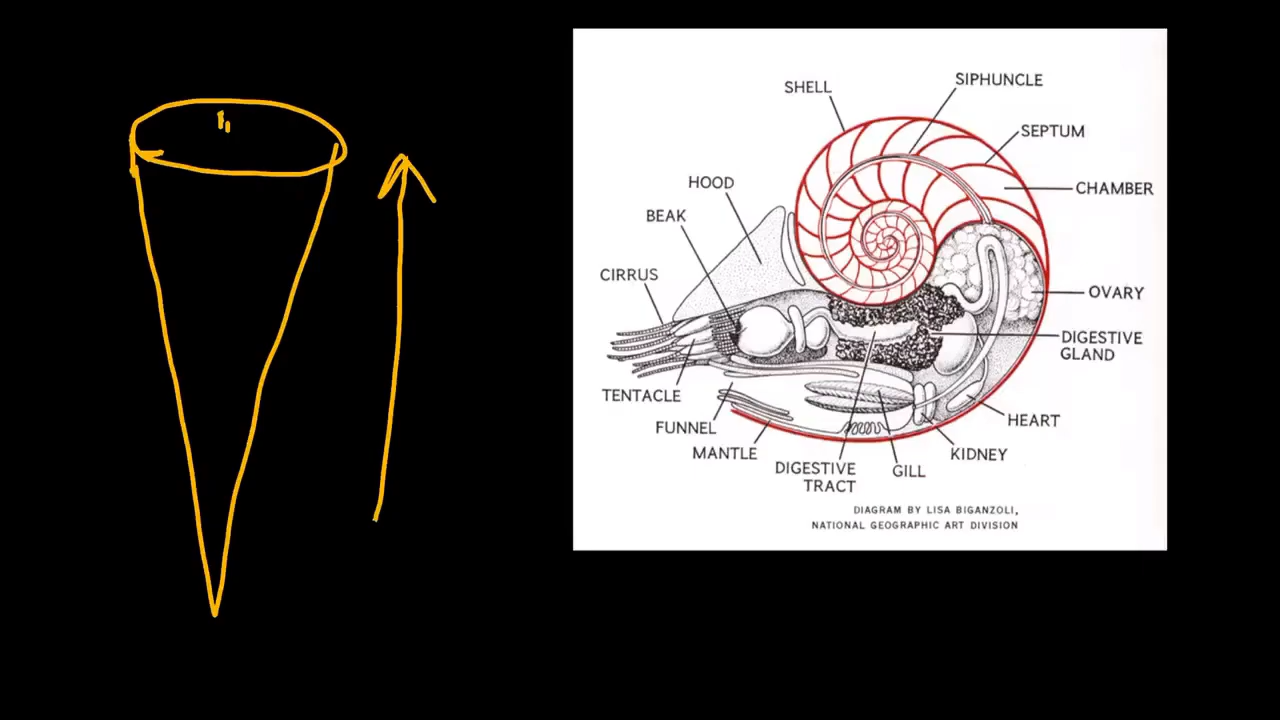 SHELL
SIPHUNCLE
SEPTUM
HOOD
CHAMBER
BEAK
CIRRUS
OVARY
DIGESTIVE
GLAND
TENTACLE
HEART
FUNNEL
MANTLE
KIDNEY
DIGESTIVE
TRACT
GILL
DIAGRAM BY LISA BIGANZOLI,
NATIONAL GEOGRAPHIC ART DIVISION